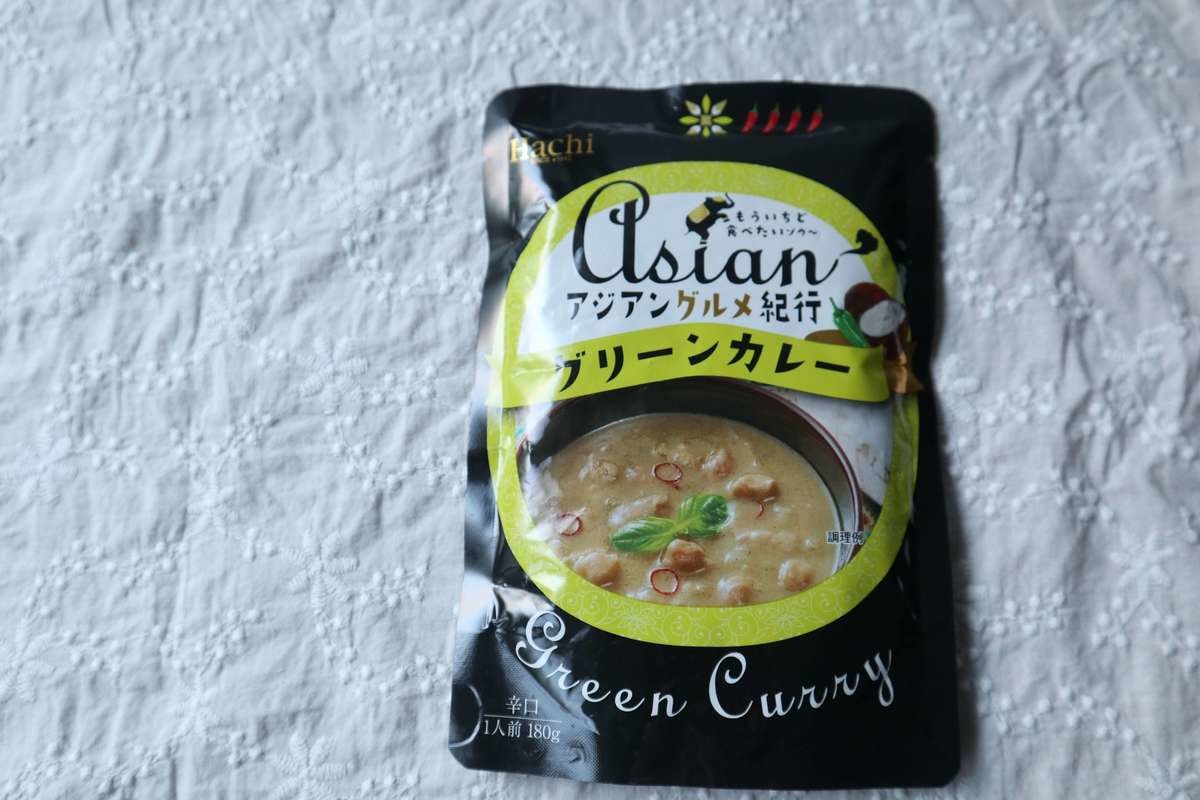 Hachi
Asian
もういちど
食べたいゾウ〜
アジアングルメ紀行
グリーンカレー
調理例
Green Curry
辛口
1人前 180g